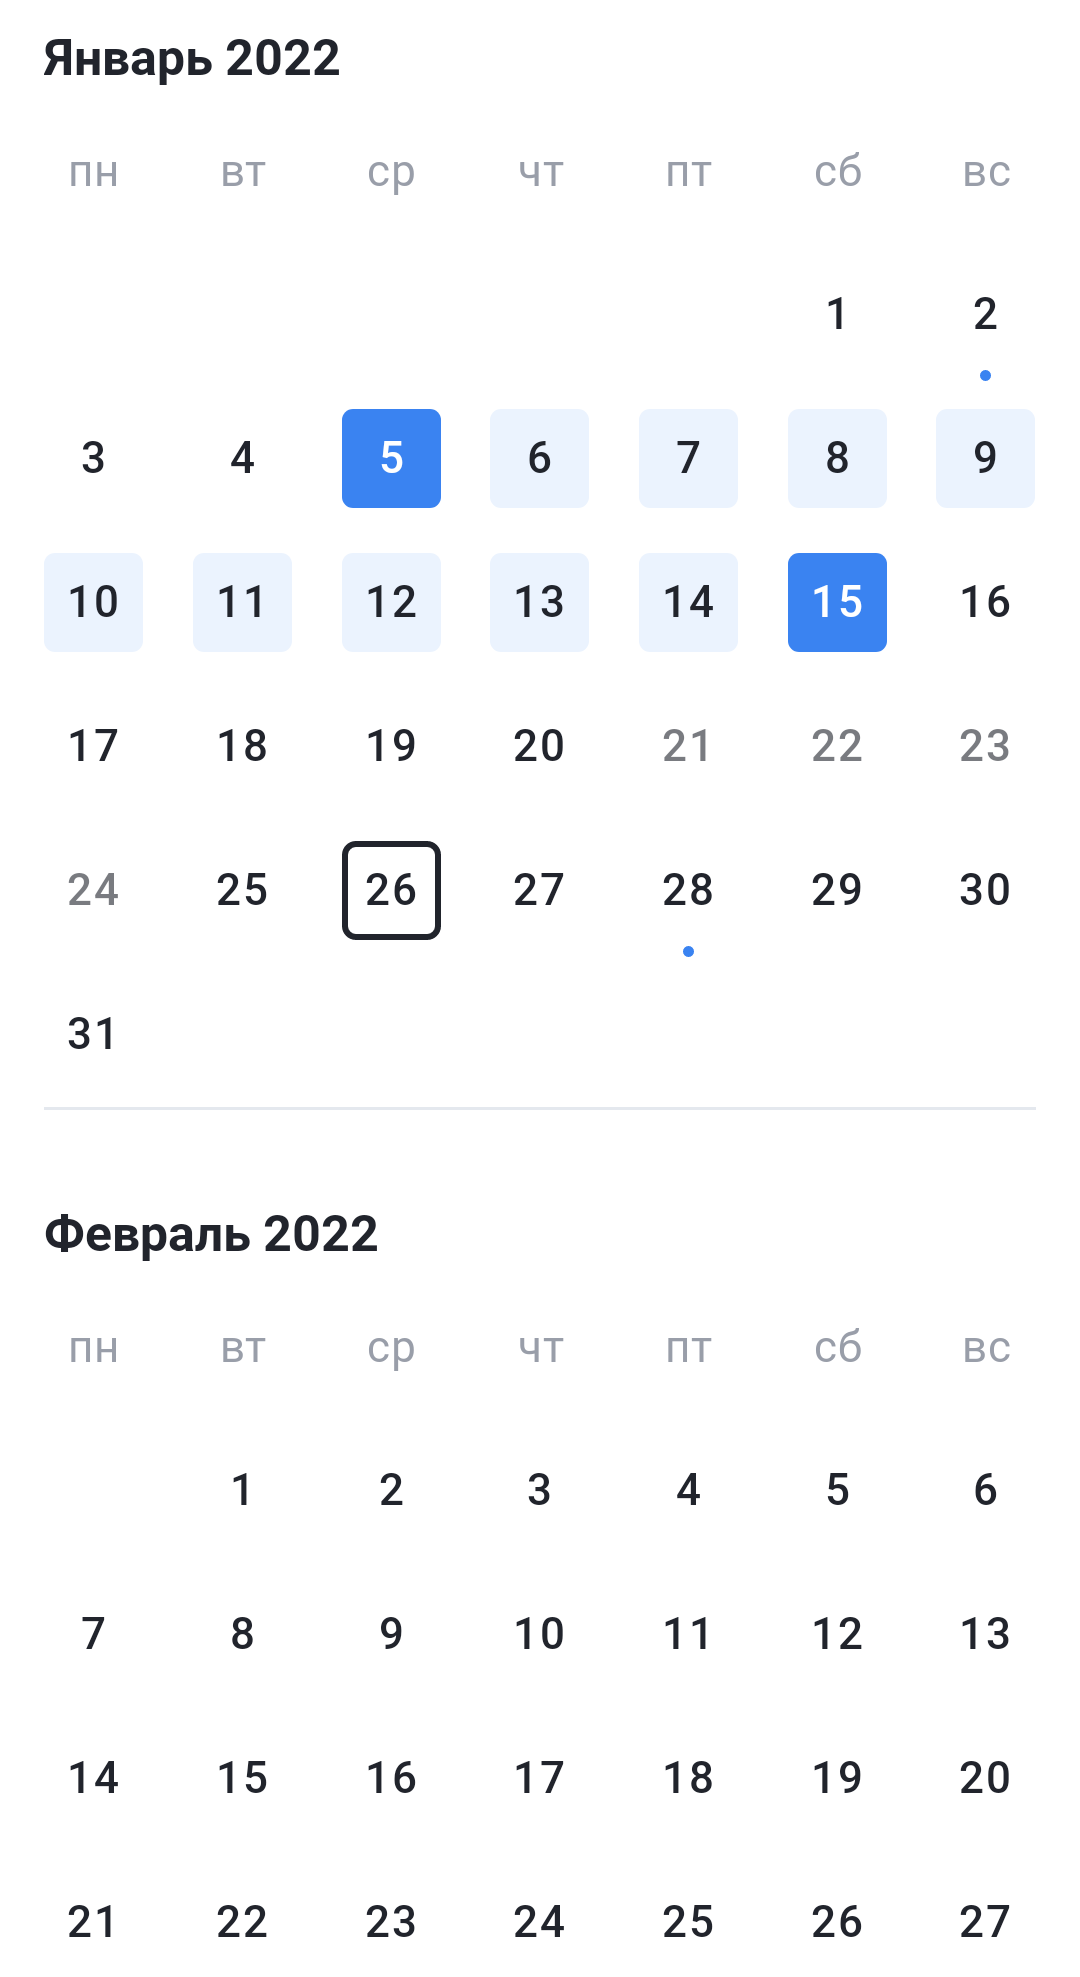 Январь 2022
пн вт ср чт пт сб вс
1 2
3 4 5 6 7 8 9
10 11 12 13 14 15 16
17 18 19 20 21 22 23
24 25 26 27 28 29 30
31
Февраль 2022
пн вт ср чт пт сб вс
1 2 3 4 5 6
7 8 9 10 11 12 13
14 15 16 17 18 19 20
21 22 23 24 25 26 27